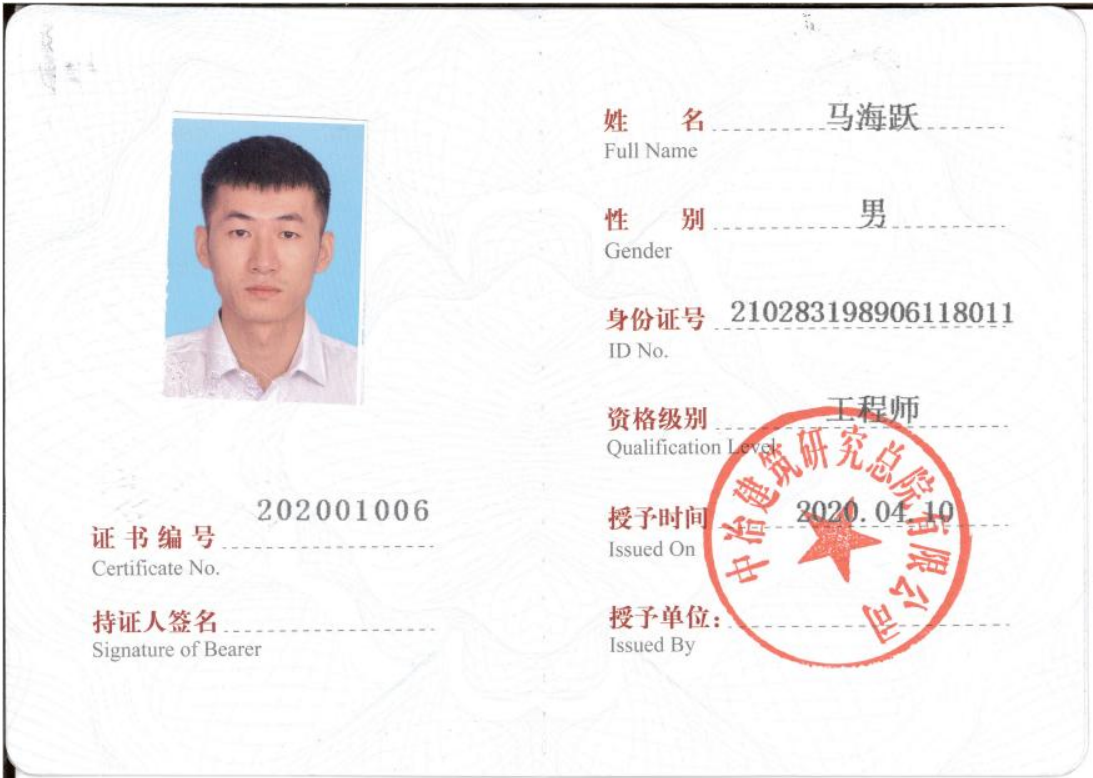 姓 名 马海跃
Full Name
性 别 男
Gender
身份证号 210283198906118011
ID No.
资格级别 工程师
Qualification Level
授予时间 2020.04.10
Issued On
授予单位：
Issued By
中冶建筑研究总院有限公司
证书编号 202001006
Certificate No.
持证人签名
Signature of Bearer